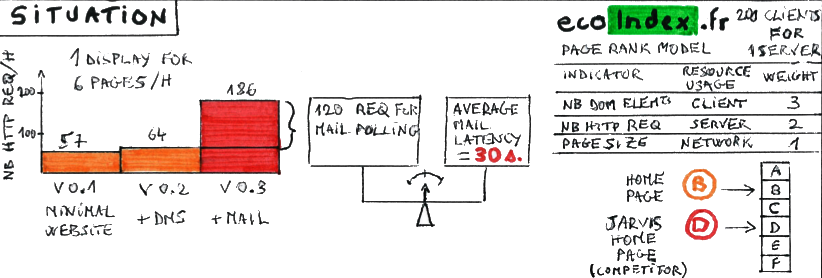 SITUATION
NB HTTP REQ/H
1 DISPLAY FOR
6 PAGES/H
200
100
57
64
186
V0.1
MINIMAL
WEBSITE
V0.2
+DNS
V0.3
+MAIL
120 REQ FOR
MAIL POLLING
AVERAGE
MAIL
LATENCY
= 30s.
ecoIndex.fr
PAGE RANK MODEL
201 CLIENTS
FOR
1 SERVER
INDICATOR RESOURCE USAGE WEIGHT
NB DOM ELEMTS CLIENT 3
NB HTTP REQ SERVER 2
PAGE SIZE NETWORK 1
HOME
PAGE
B
JARVIS
HOME
PAGE
(COMPETITOR)
D
A
B
C
D
E
F